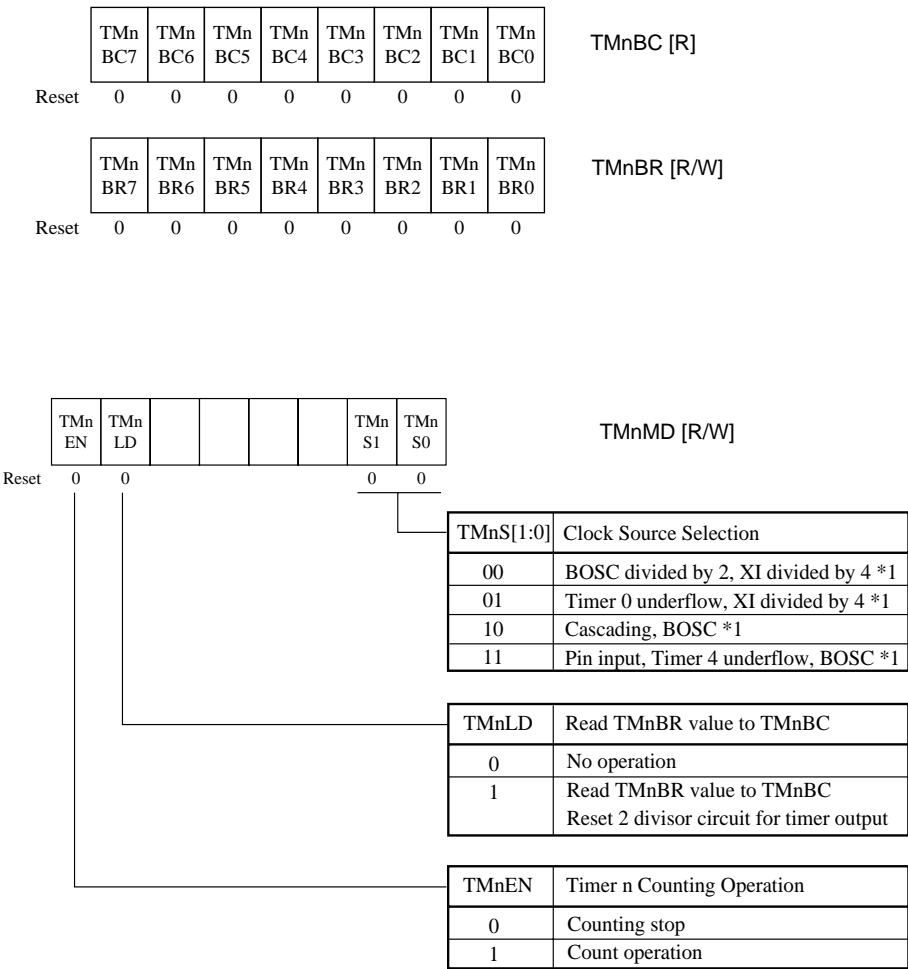 TMn TMn TMn TMn TMn TMn TMn TMn
BC7 BC6 BC5 BC4 BC3 BC2 BC1 BC0
TMnBC [R]
Reset 0 0 0 0 0 0 0 0
TMn TMn TMn TMn TMn TMn TMn TMn
BR7 BR6 BR5 BR4 BR3 BR2 BR1 BR0
TMnBR [R/W]
Reset 0 0 0 0 0 0 0 0
TMn TMn TMn TMn
EN LD S1 S0
TMnMD [R/W]
Reset 0 0 0 0
TMnS[1:0] Clock Source Selection
00 BOSC divided by 2, XI divided by 4 *1
01 Timer 0 underflow, XI divided by 4 *1
10 Cascading, BOSC *1
11 Pin input, Timer 4 underflow, BOSC *1
TMnLD Read TMnBR value to TMnBC
0 No operation
1 Read TMnBR value to TMnBC
Reset 2 divisor circuit for timer output
TMnEN Timer n Counting Operation
0 Counting stop
1 Count operation